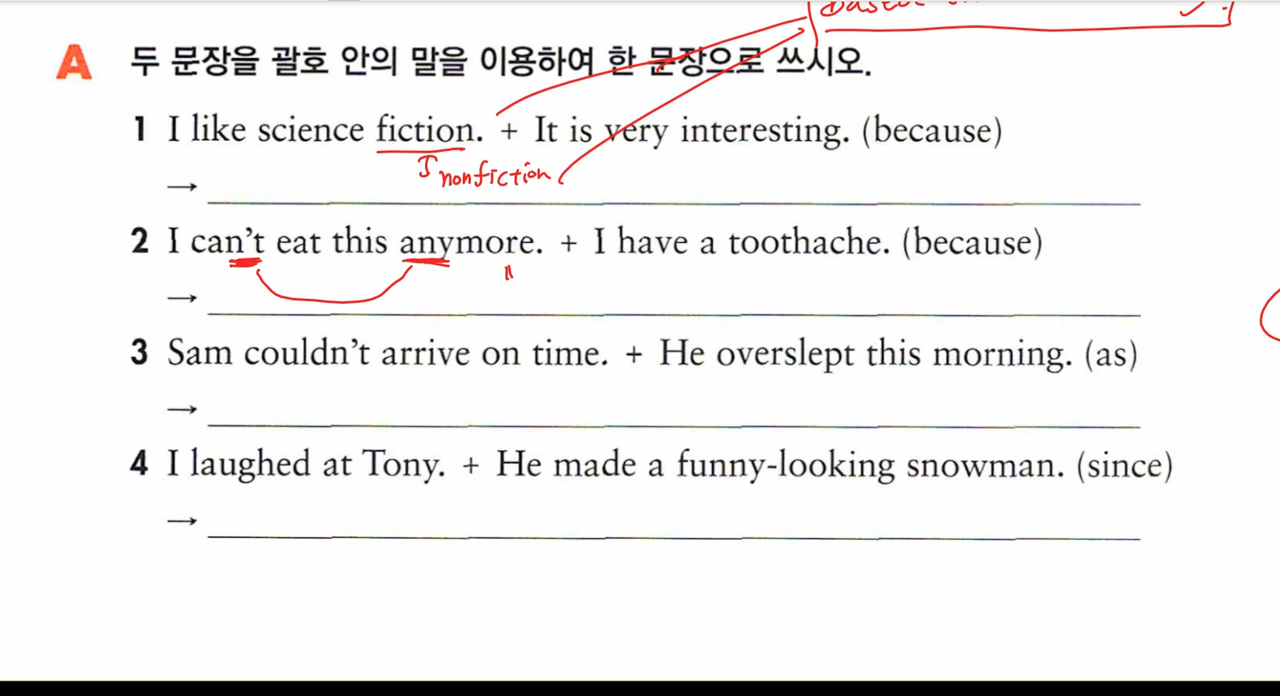 A 두 문장을 괄호 안의 말을 이용하여 한 문장으로 쓰시오.
1 I like science fiction. + It is very interesting. (because)
nonfiction
→
2 I can't eat this anymore. + I have a toothache. (because)
→
3 Sam couldn't arrive on time. + He overslept this morning. (as)
→
4 I laughed at Tony. + He made a funny-looking snowman. (since)
→